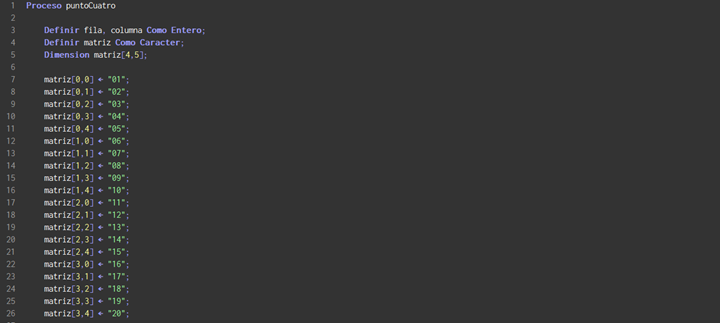 1 Proceso puntoCuatro
2
3 Definir fila, columna Como Entero;
4 Definir matriz Como Caracter;
5 Dimension matriz[4,5];
6
7 matriz[0,0] ← "01";
8 matriz[0,1] ← "02";
9 matriz[0,2] ← "03";
10 matriz[0,3] ← "04";
11 matriz[0,4] ← "05";
12 matriz[1,0] ← "06";
13 matriz[1,1] ← "07";
14 matriz[1,2] ← "08";
15 matriz[1,3] ← "09";
16 matriz[1,4] ← "10";
17 matriz[2,0] ← "11";
18 matriz[2,1] ← "12";
19 matriz[2,2] ← "13";
20 matriz[2,3] ← "14";
21 matriz[2,4] ← "15";
22 matriz[3,0] ← "16";
23 matriz[3,1] ← "17";
24 matriz[3,2] ← "18";
25 matriz[3,3] ← "19";
26 matriz[3,4] ← "20";